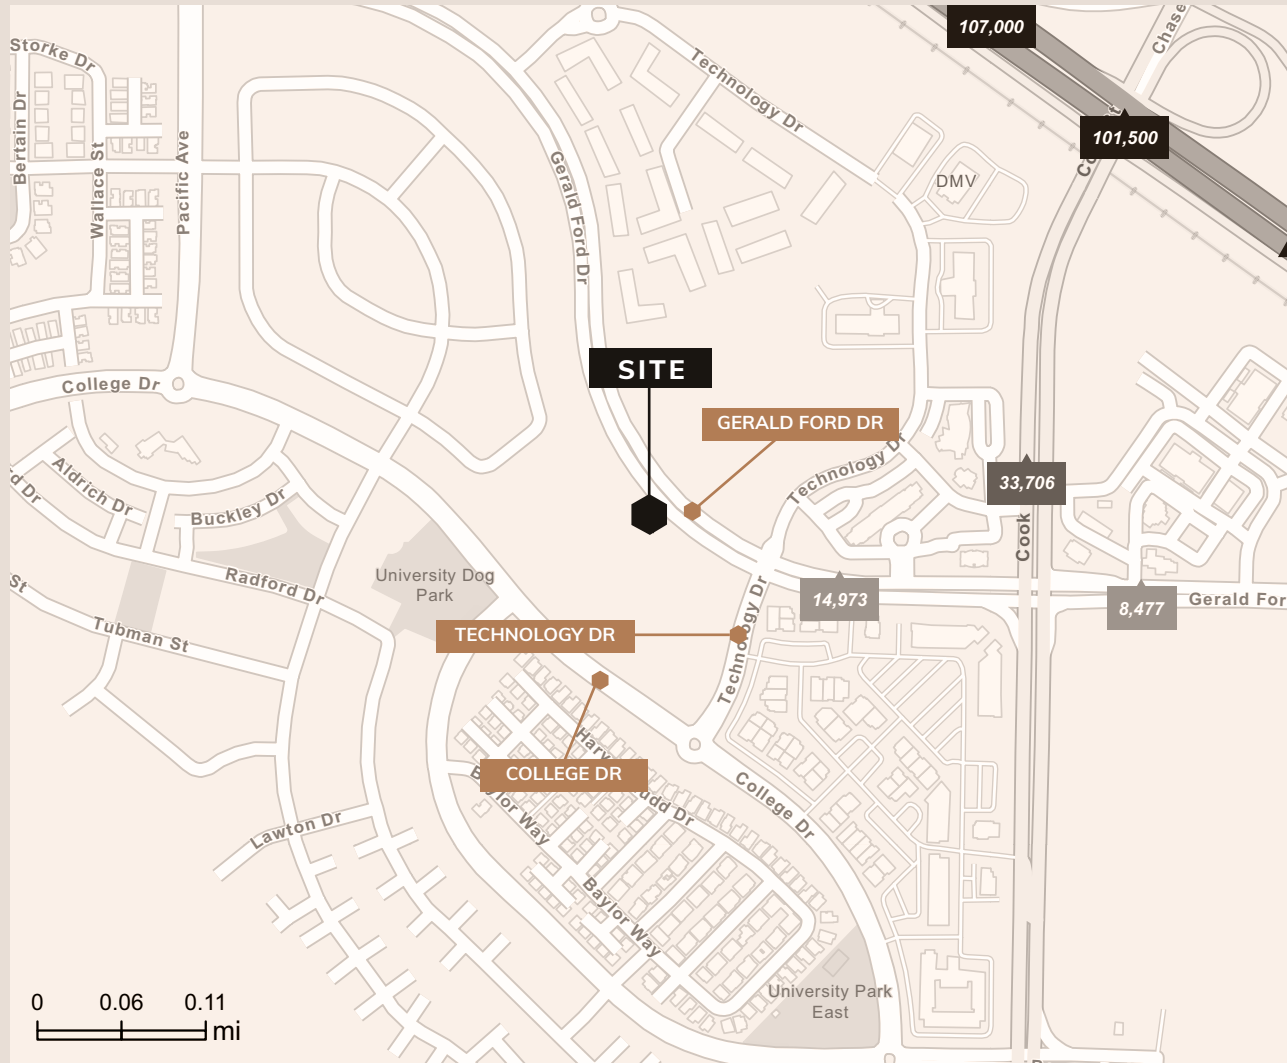 107,000
Chase
Storke Dr
Technology Dr
Bertain Dr
101,500
Wallace St
Pacific Ave
Gerald Ford Dr
DMV
SITE
College Dr
GERALD FORD DR
Technology Dr
Aldrich Dr
rd Dr
Buckley Dr
33,706
Cook
University Dog
Park
Radford Dr
St
14,973
8,477
Gerald For
Tubman St
TECHNOLOGY DR
Technology Dr
COLLEGE DR
College Dr
Lawton Dr
Baylor Way
University Park
East
0 0.06 0.11
mi